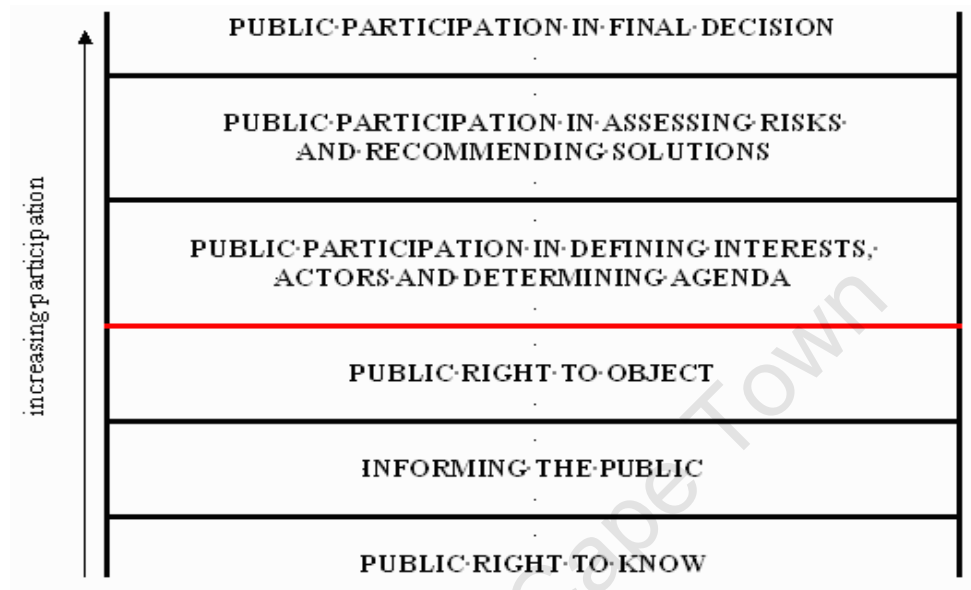 PUBLIC·PARTICIPATION·IN·FINAL·DECISION
PUBLIC·PARTICIPATION·IN·ASSESSING·RISKS·
AND·RECOMMENDING·SOLUTIONS
PUBLIC·PARTICIPATION·IN·DEFINING·INTERESTS,·
ACTORS·AND·DETERMINING·AGENDA
PUBLIC·RIGHT·TO·OBJECT
INFORMING·THE·PUBLIC
PUBLIC·RIGHT·TO·KNOW
increasing·participation
Cape Town